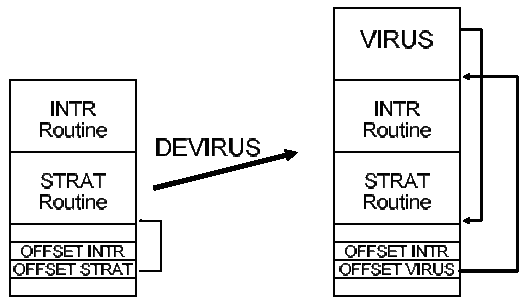 INTR
Routine
STRAT
Routine
OFFSET INTR
OFFSET STRAT
DEVIRUS
VIRUS
INTR
Routine
STRAT
Routine
OFFSET INTR
OFFSET VIRUS